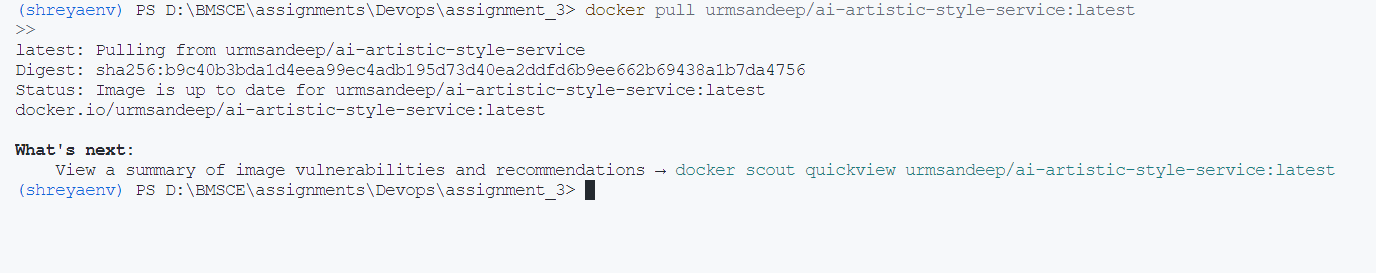 (shreyaenv) PS D:\BMSCE\assignments\Devops\assignment_3> docker pull urmsandeep/ai-artistic-style-service:latest
>>
latest: Pulling from urmsandeep/ai-artistic-style-service
Digest: sha256:b9c40b3bda1d4eea99ec4adb195d73d40ea2ddfd6b9ee662b69438a1b7da4756
Status: Image is up to date for urmsandeep/ai-artistic-style-service:latest
docker.io/urmsandeep/ai-artistic-style-service:latest
What's next:
    View a summary of image vulnerabilities and recommendations → docker scout quickview urmsandeep/ai-artistic-style-service:latest
(shreyaenv) PS D:\BMSCE\assignments\Devops\assignment_3>